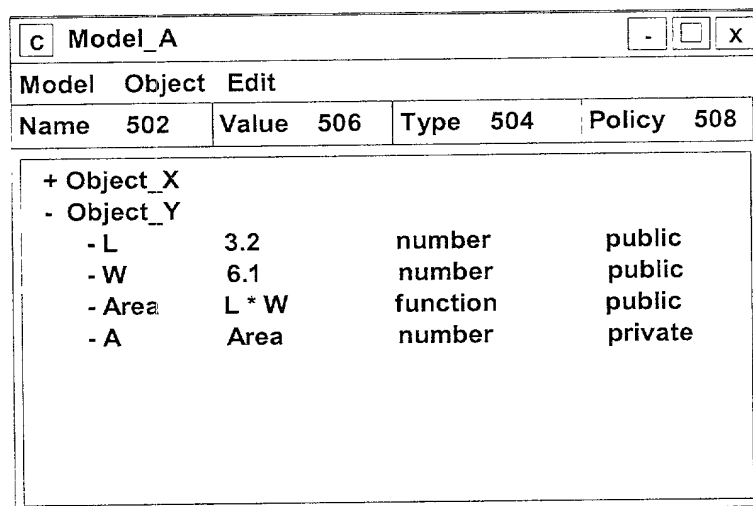 C Model_A - X
Model Object Edit
Name 502 Value 506 Type 504 Policy 508
+ Object_X
- Object_Y
- L 3.2 number public
- W 6.1 number public
- Area L * W function public
- A Area number private